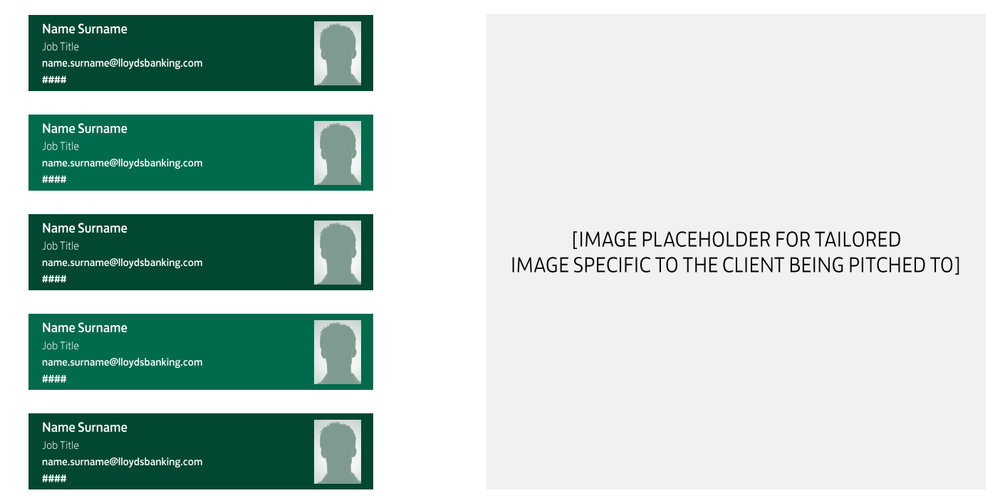 Name Surname
Job Title
name.surname@lloydsbanking.com
####
Name Surname
Job Title
name.surname@lloydsbanking.com
####
Name Surname
Job Title
name.surname@lloydsbanking.com
####
Name Surname
Job Title
name.surname@lloydsbanking.com
####
Name Surname
Job Title
name.surname@lloydsbanking.com
####
[IMAGE PLACEHOLDER FOR TAILORED
IMAGE SPECIFIC TO THE CLIENT BEING PITCHED TO]